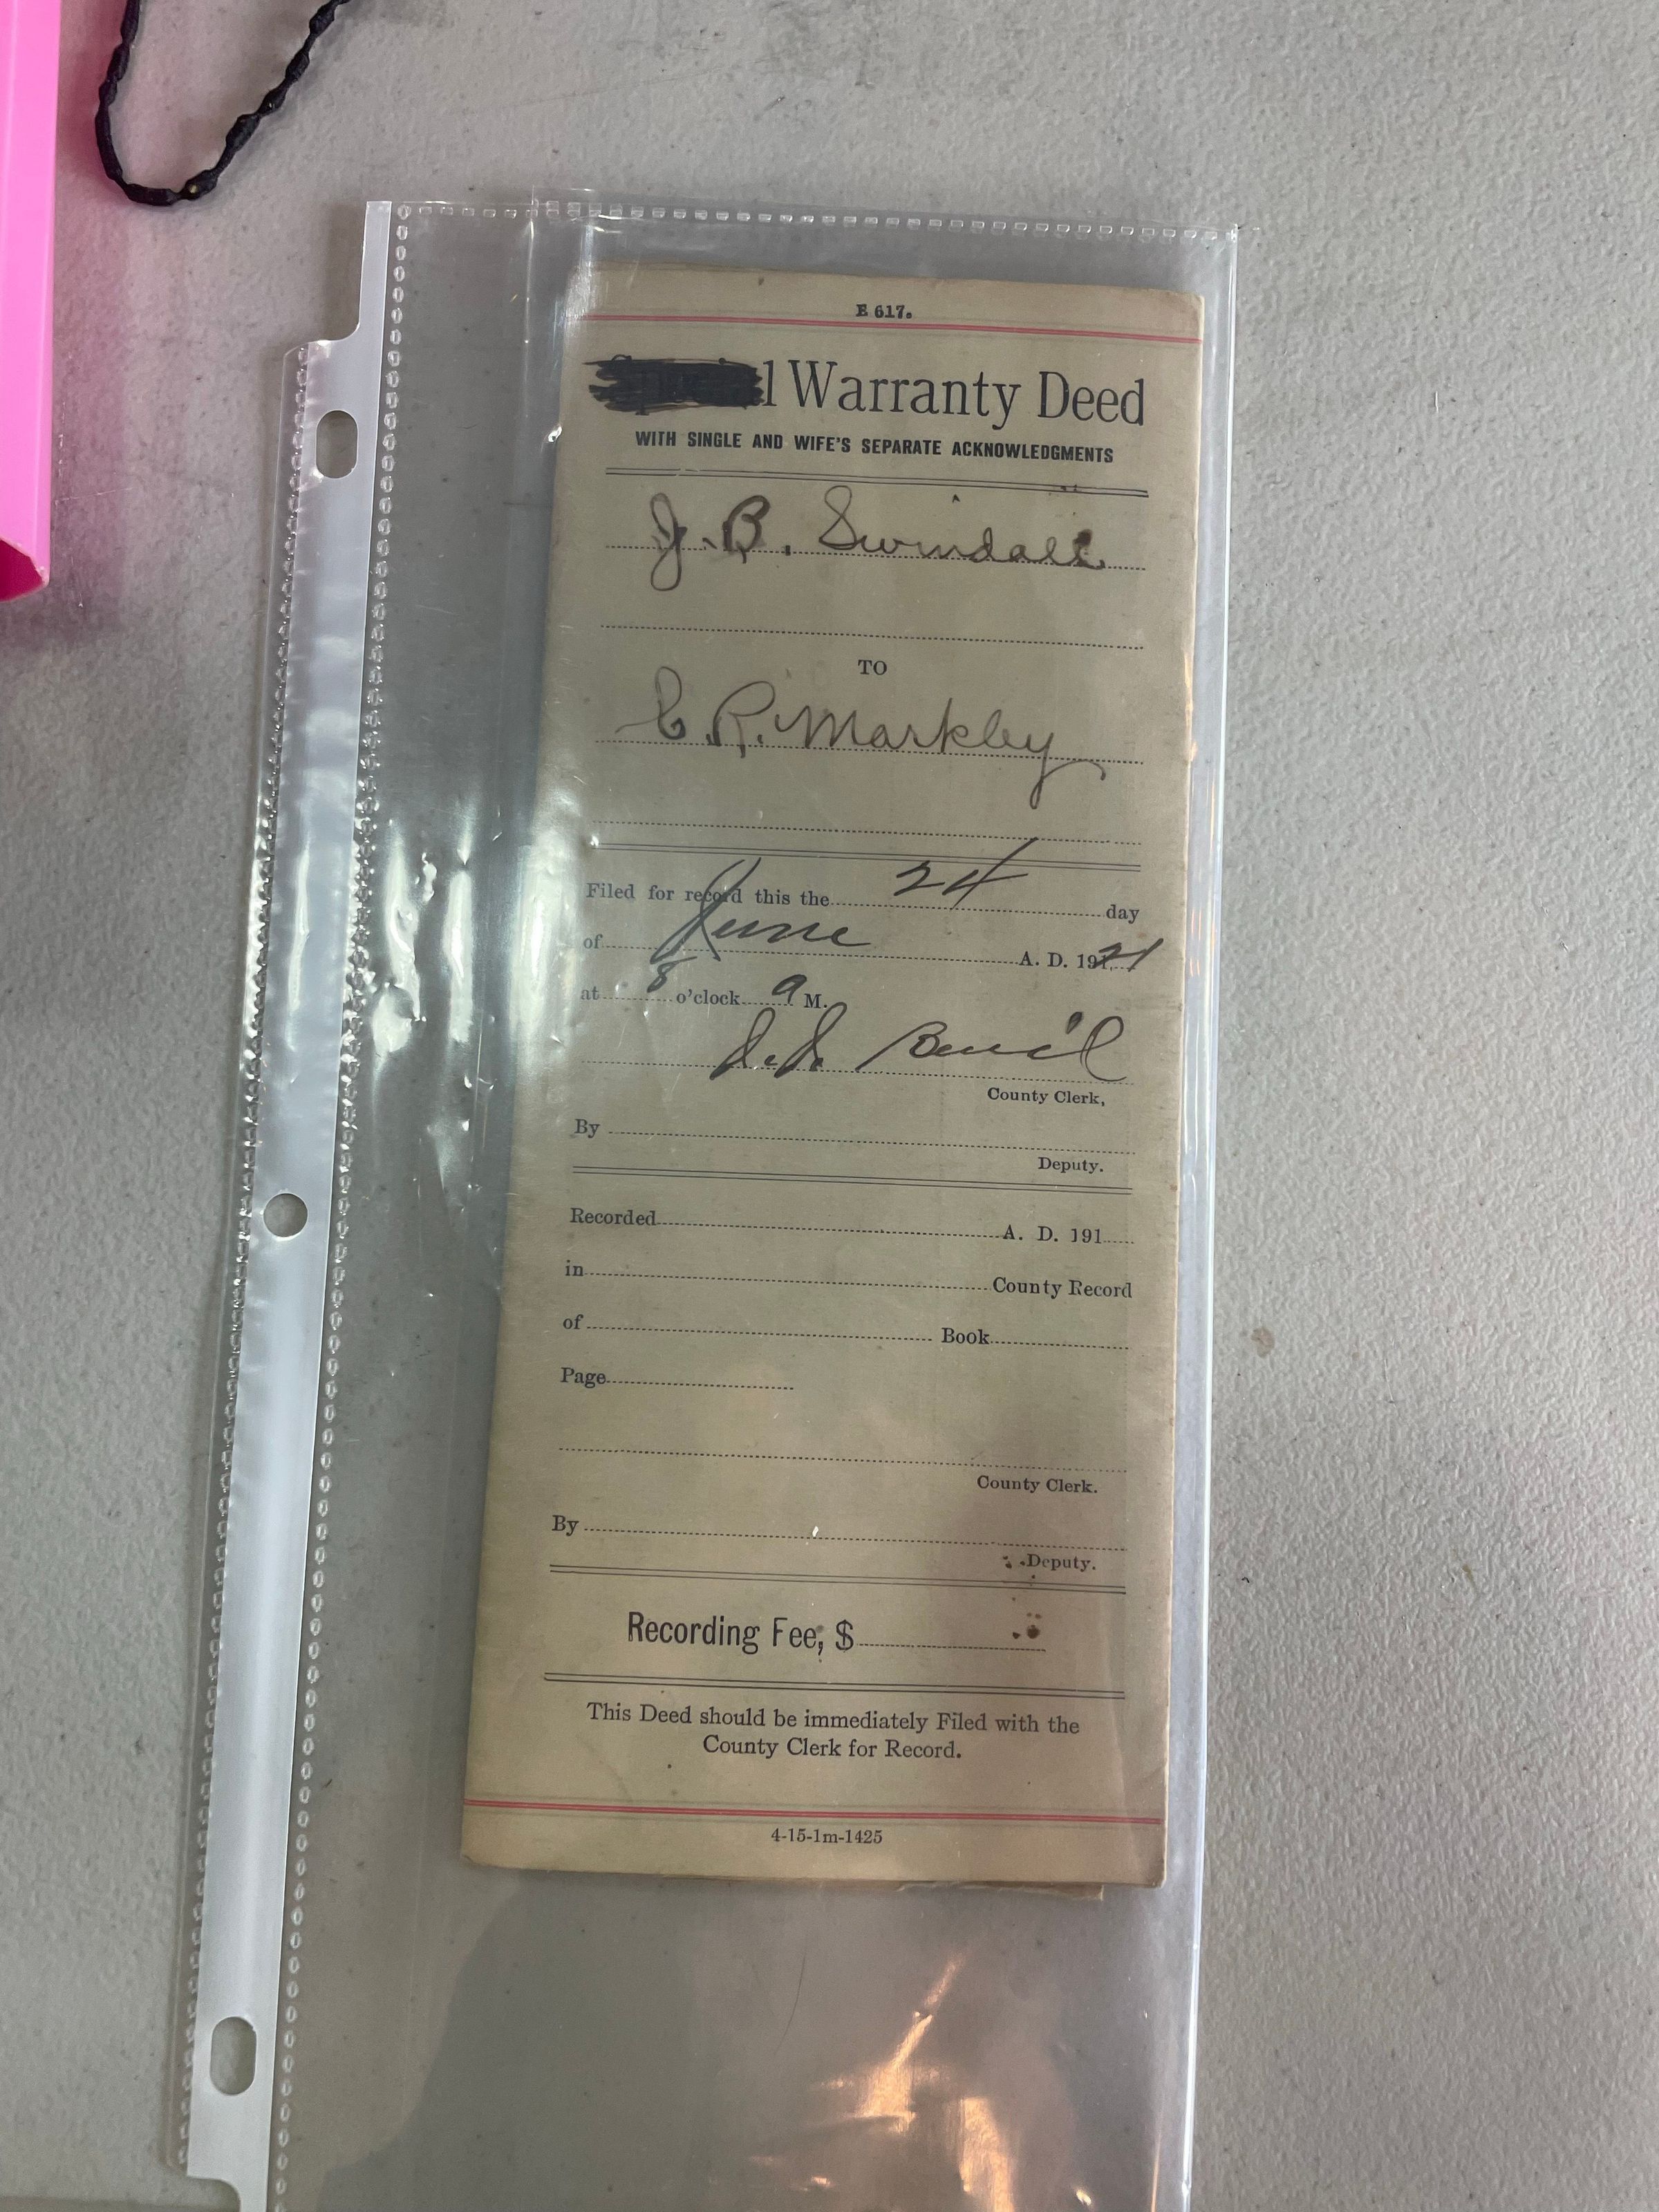 E 617.
l Warranty Deed
WITH SINGLE AND WIFE'S SEPARATE ACKNOWLEDGMENTS
J. B. Swindall
TO
C. R. Markley
Filed for record this the 24 day
of June A. D. 1921
at 8 o'clock a M.
County Clerk,
By
Deputy.
Recorded A. D. 191
in County Record
of Book
Page
County Clerk.
By
Deputy.
Recording Fee, $
This Deed should be immediately Filed with the
County Clerk for Record.
4-15-1m-1425